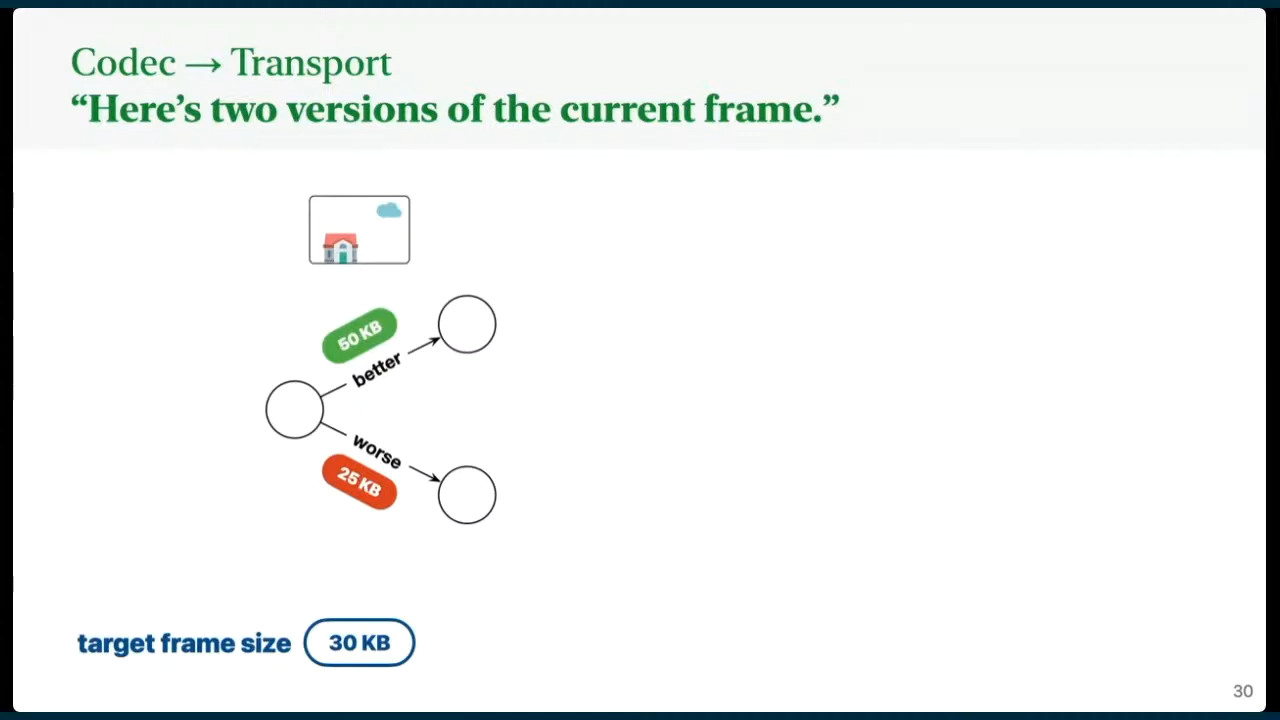 Codec → Transport
“Here’s two versions of the current frame.”
50 KB
better
worse
25 KB
target frame size 30 KB
30